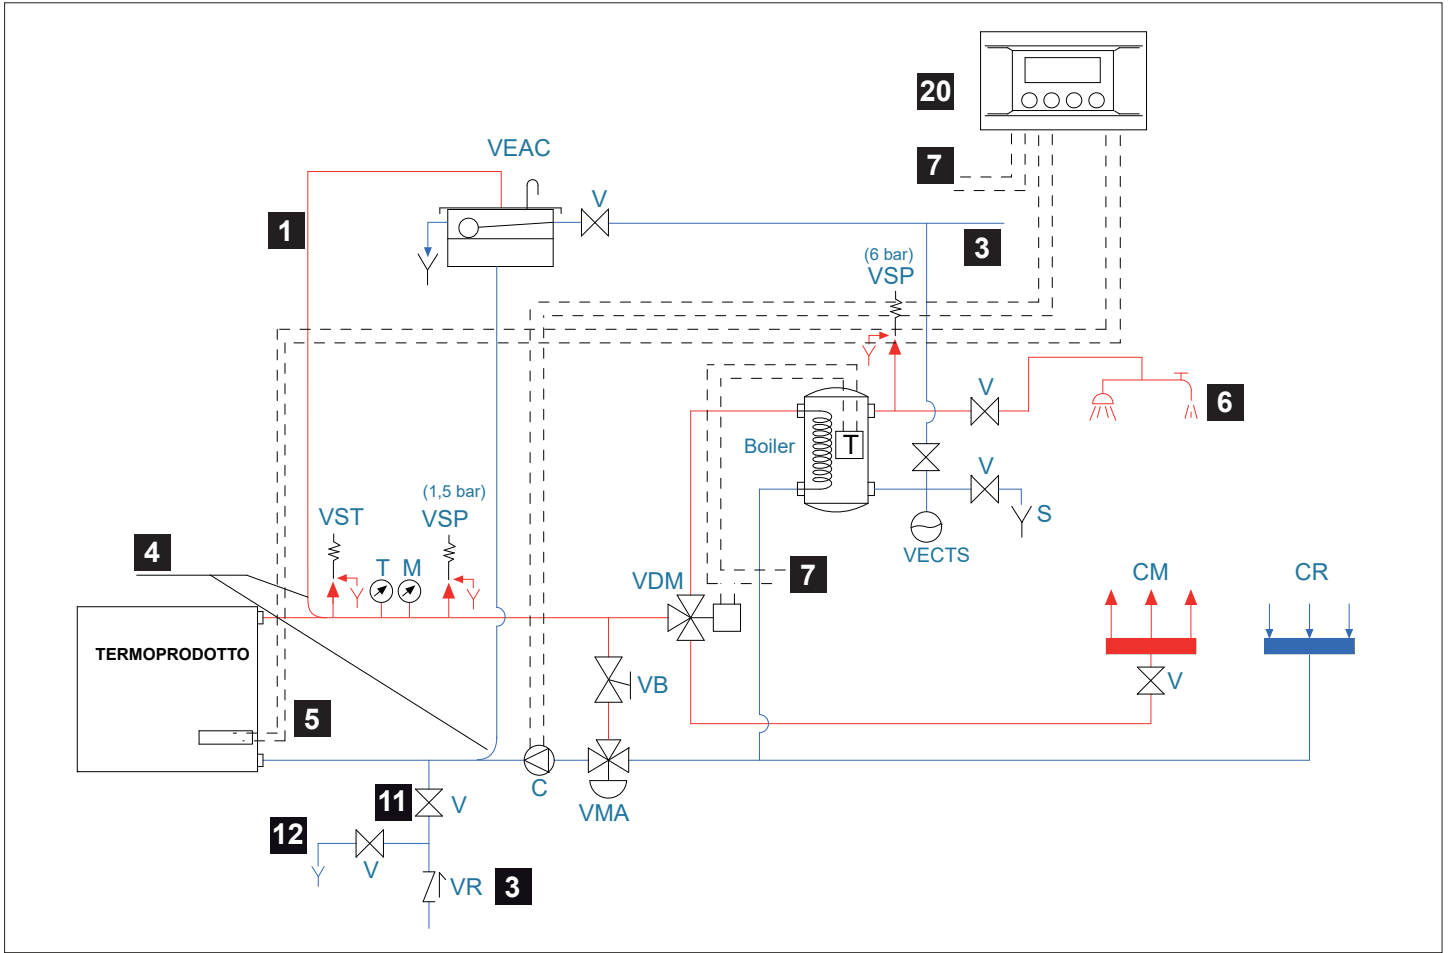 20
VEAC
7
V
1
3
(6 bar)
VSP
V
6
Boiler
T
V
(1,5 bar)
VST
VSP
S
4
VECTS
T
M
7
VDM
CM
CR
TERMOPRODOTTO
VB
V
5
C
11
V
VMA
12
V
VR
3